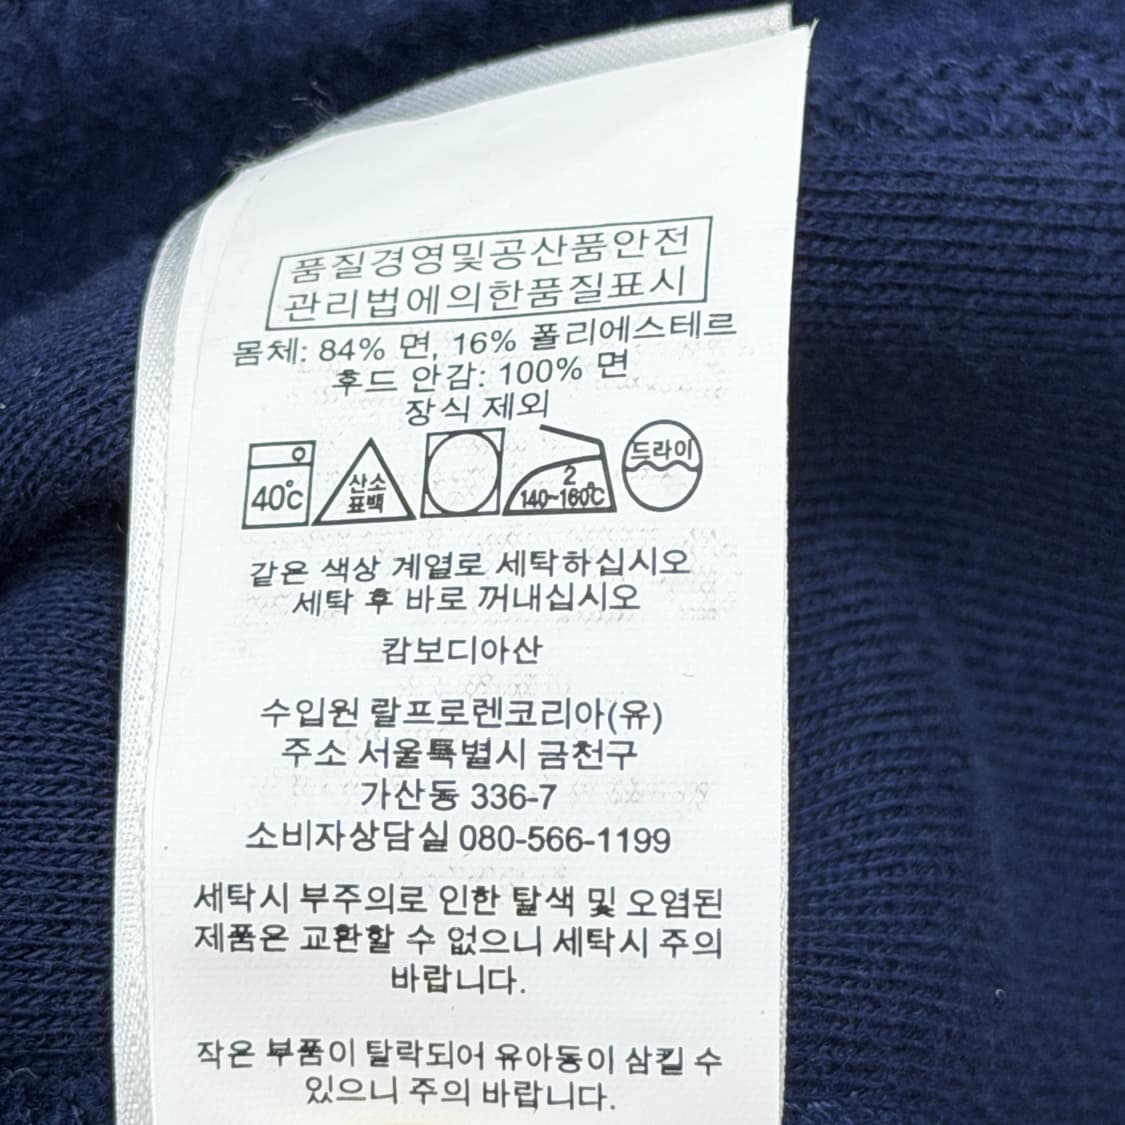 품질경영및공산품안전
관리법에의한품질표시
몸체: 84% 면, 16% 폴리에스테르
후드 안감: 100% 면
장식 제외
40℃
산소
표백
2
140~160℃
드라이
같은 색상 계열로 세탁하십시오
세탁 후 바로 꺼내십시오
캄보디아산
수입원 랄프로렌코리아(유)
주소 서울특별시 금천구
가산동 336-7
소비자상담실 080-566-1199
세탁시 부주의로 인한 탈색 및 오염된
제품은 교환할 수 없으니 세탁시 주의
바랍니다.
작은 부품이 탈락되어 유아동이 삼킬 수
있으니 주의 바랍니다.